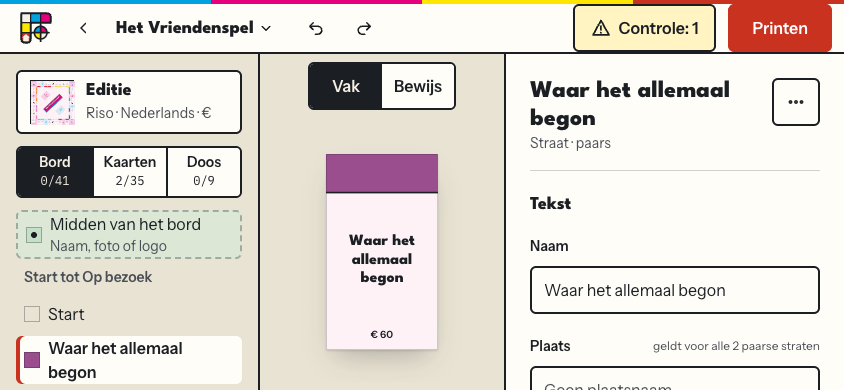 Het Vriendenspel
Controle: 1
Printen
Editie
Riso · Nederlands · €
Bord
0/41
Kaarten
2/35
Doos
0/9
Midden van het bord
Naam, foto of logo
Start tot Op bezoek
Start
Waar het allemaal
begon
Vak
Bewijs
Waar het
allemaal
begon
€ 60
Waar het allemaal
begon
Straat · paars
Tekst
Naam
Waar het allemaal begon
Plaats
geldt voor alle 2 paarse straten
Geen plaatsnaam